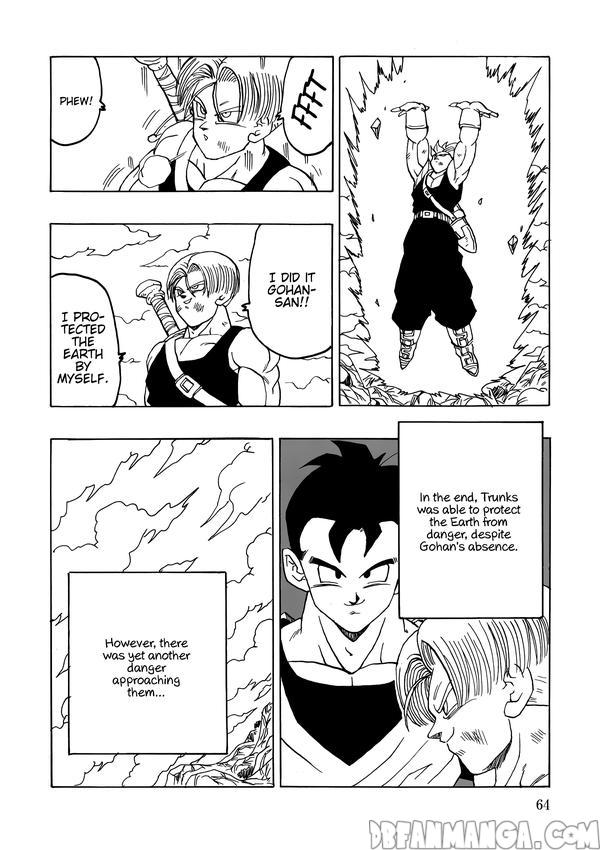 FFFT
PHEW!
I DID IT
GOHAN-
SAN!!
I PRO-
TECTED
THE
EARTH
BY
MYSELF.
In the end, Trunks
was able to protect
the Earth from
danger, despite
Gohan's absence.
However, there
was yet another
danger
approaching
them...
64
DBFANMANGA.COM